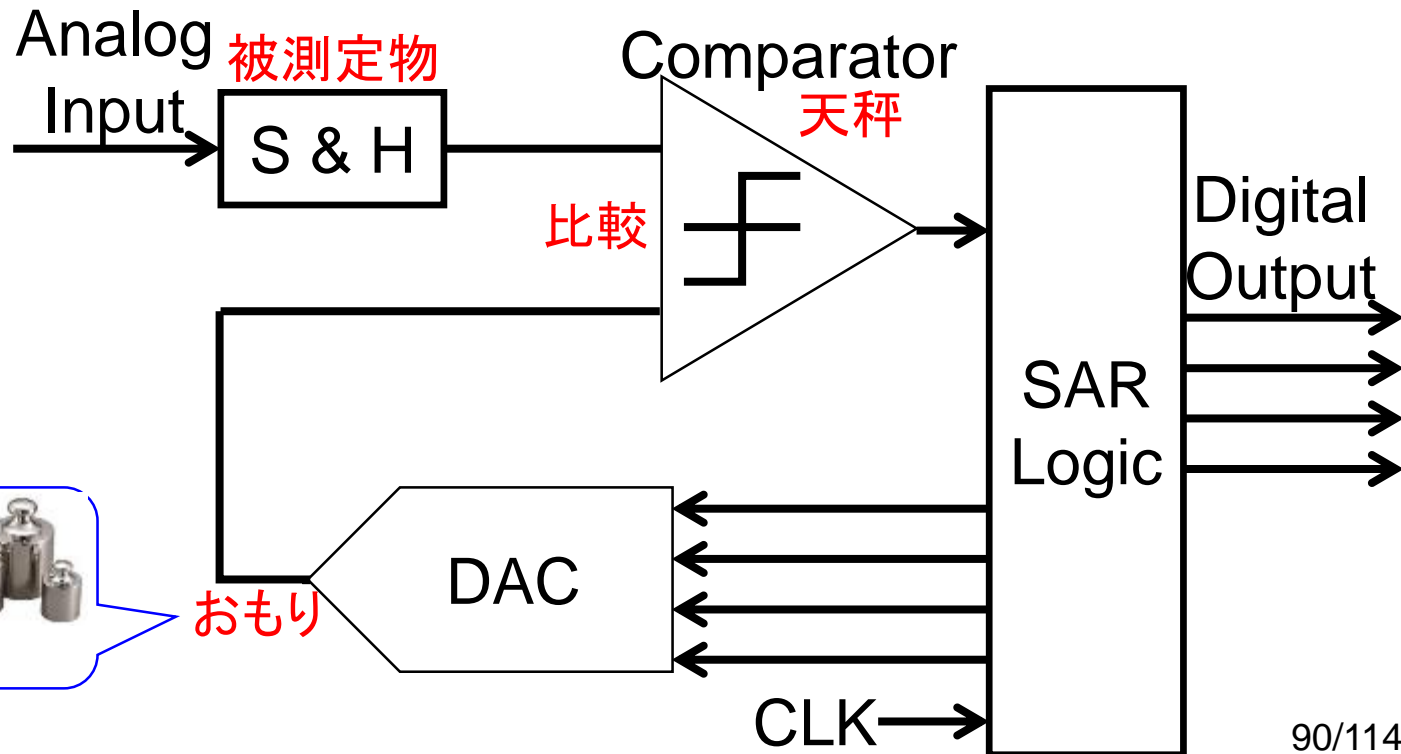 Analog
Input
被測定物
S & H
Comparator
天秤
比較
Digital
Output
SAR
Logic
DAC
おもり
CLK
90/114